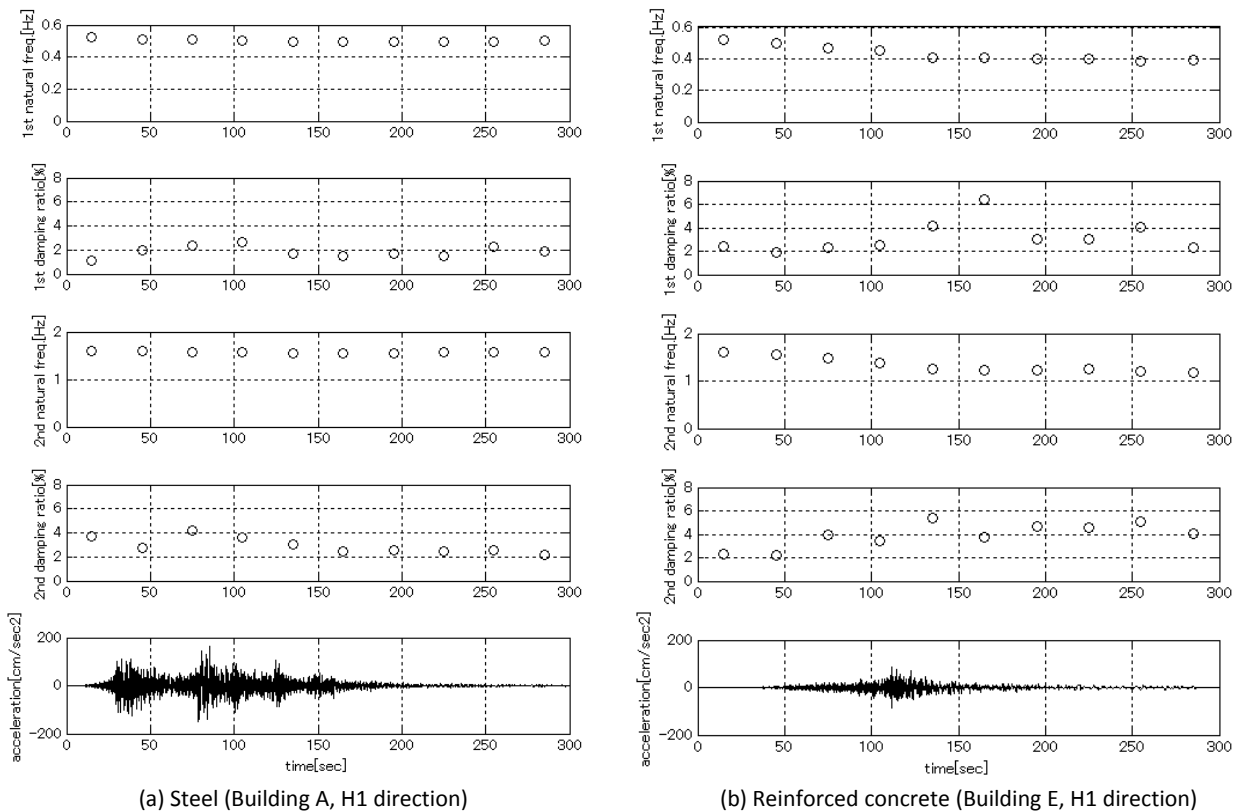 1st natural freq.[Hz]
0.6
0.4
0.2
0
0 50 100 150 200 250 300
1st damping ratio[%]
8
6
4
2
0
0 50 100 150 200 250 300
2nd natural freq.[Hz]
2
1
0
0 50 100 150 200 250 300
2nd damping ratio[%]
8
6
4
2
0
0 50 100 150 200 250 300
acceleration[cm/sec2]
200
0
-200
0 50 100 150 200 250 300
time[sec]
(a) Steel (Building A, H1 direction)
1st natural freq.[Hz]
0.6
0.4
0.2
0
0 50 100 150 200 250 300
1st damping ratio[%]
8
6
4
2
0
0 50 100 150 200 250 300
2nd natural freq.[Hz]
2
1
0
0 50 100 150 200 250 300
2nd damping ratio[%]
8
6
4
2
0
0 50 100 150 200 250 300
acceleration[cm/sec2]
200
0
-200
0 50 100 150 200 250 300
time[sec]
(b) Reinforced concrete (Building E, H1 direction)